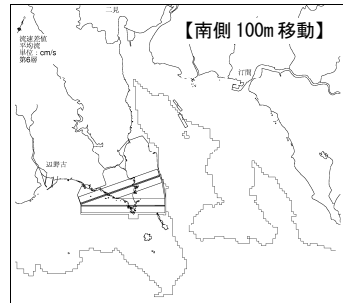 二見
【南側 100m 移動】
流速差値
平均流
単位：cm/s
第6層
汀間
辺野古